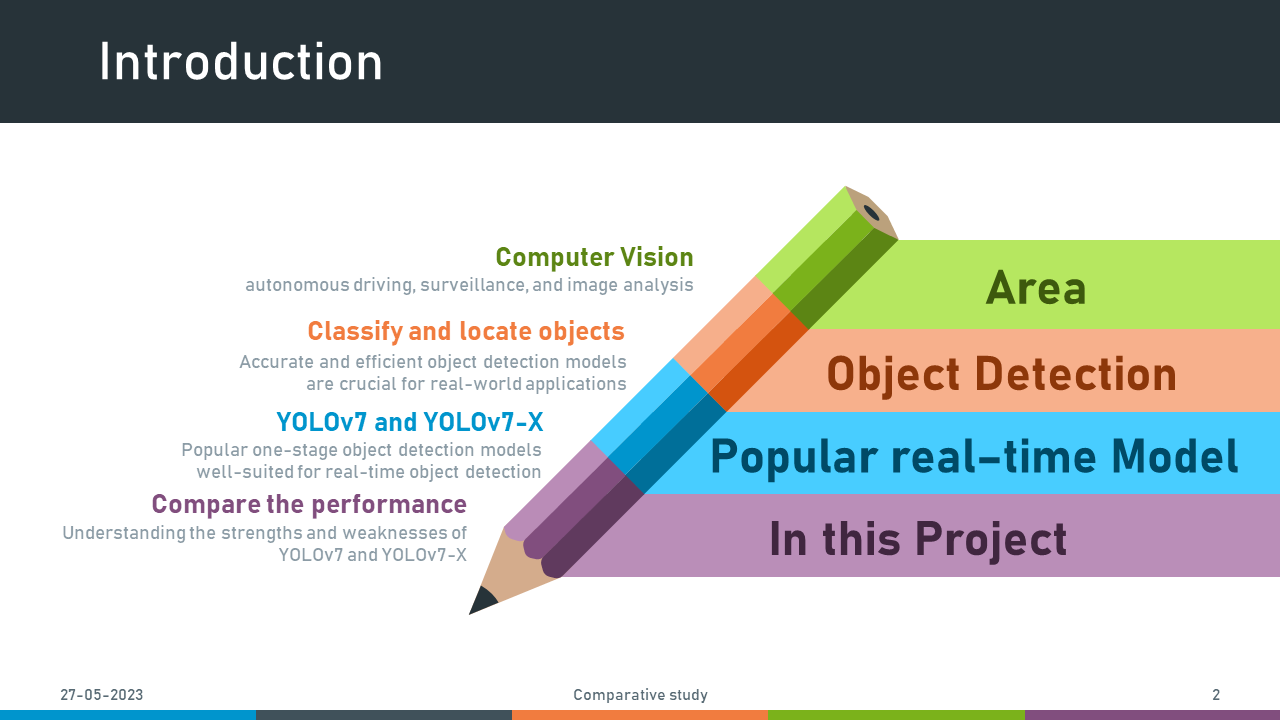 Introduction
Computer Vision
autonomous driving, surveillance, and image analysis
Area
Classify and locate objects
Accurate and efficient object detection models
are crucial for real-world applications
Object Detection
YOLOv7 and YOLOv7-X
Popular one-stage object detection models
well-suited for real-time object detection
Popular real-time Model
Compare the performance
Understanding the strengths and weaknesses of
YOLOv7 and YOLOv7-X
In this Project
27-05-2023
Comparative study
2